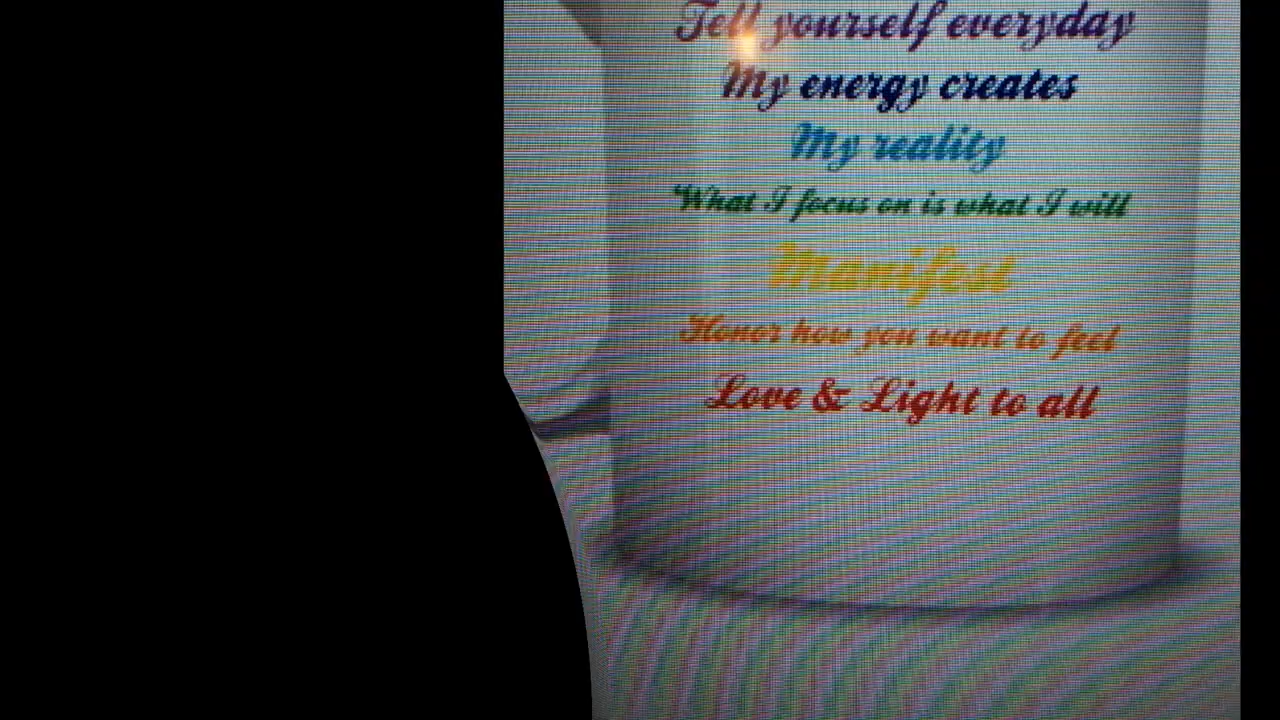 Tell yourself everyday
My energy creates
My reality
What I focus on is what I will
Manifest
Honor how you want to feel
Love & Light to all